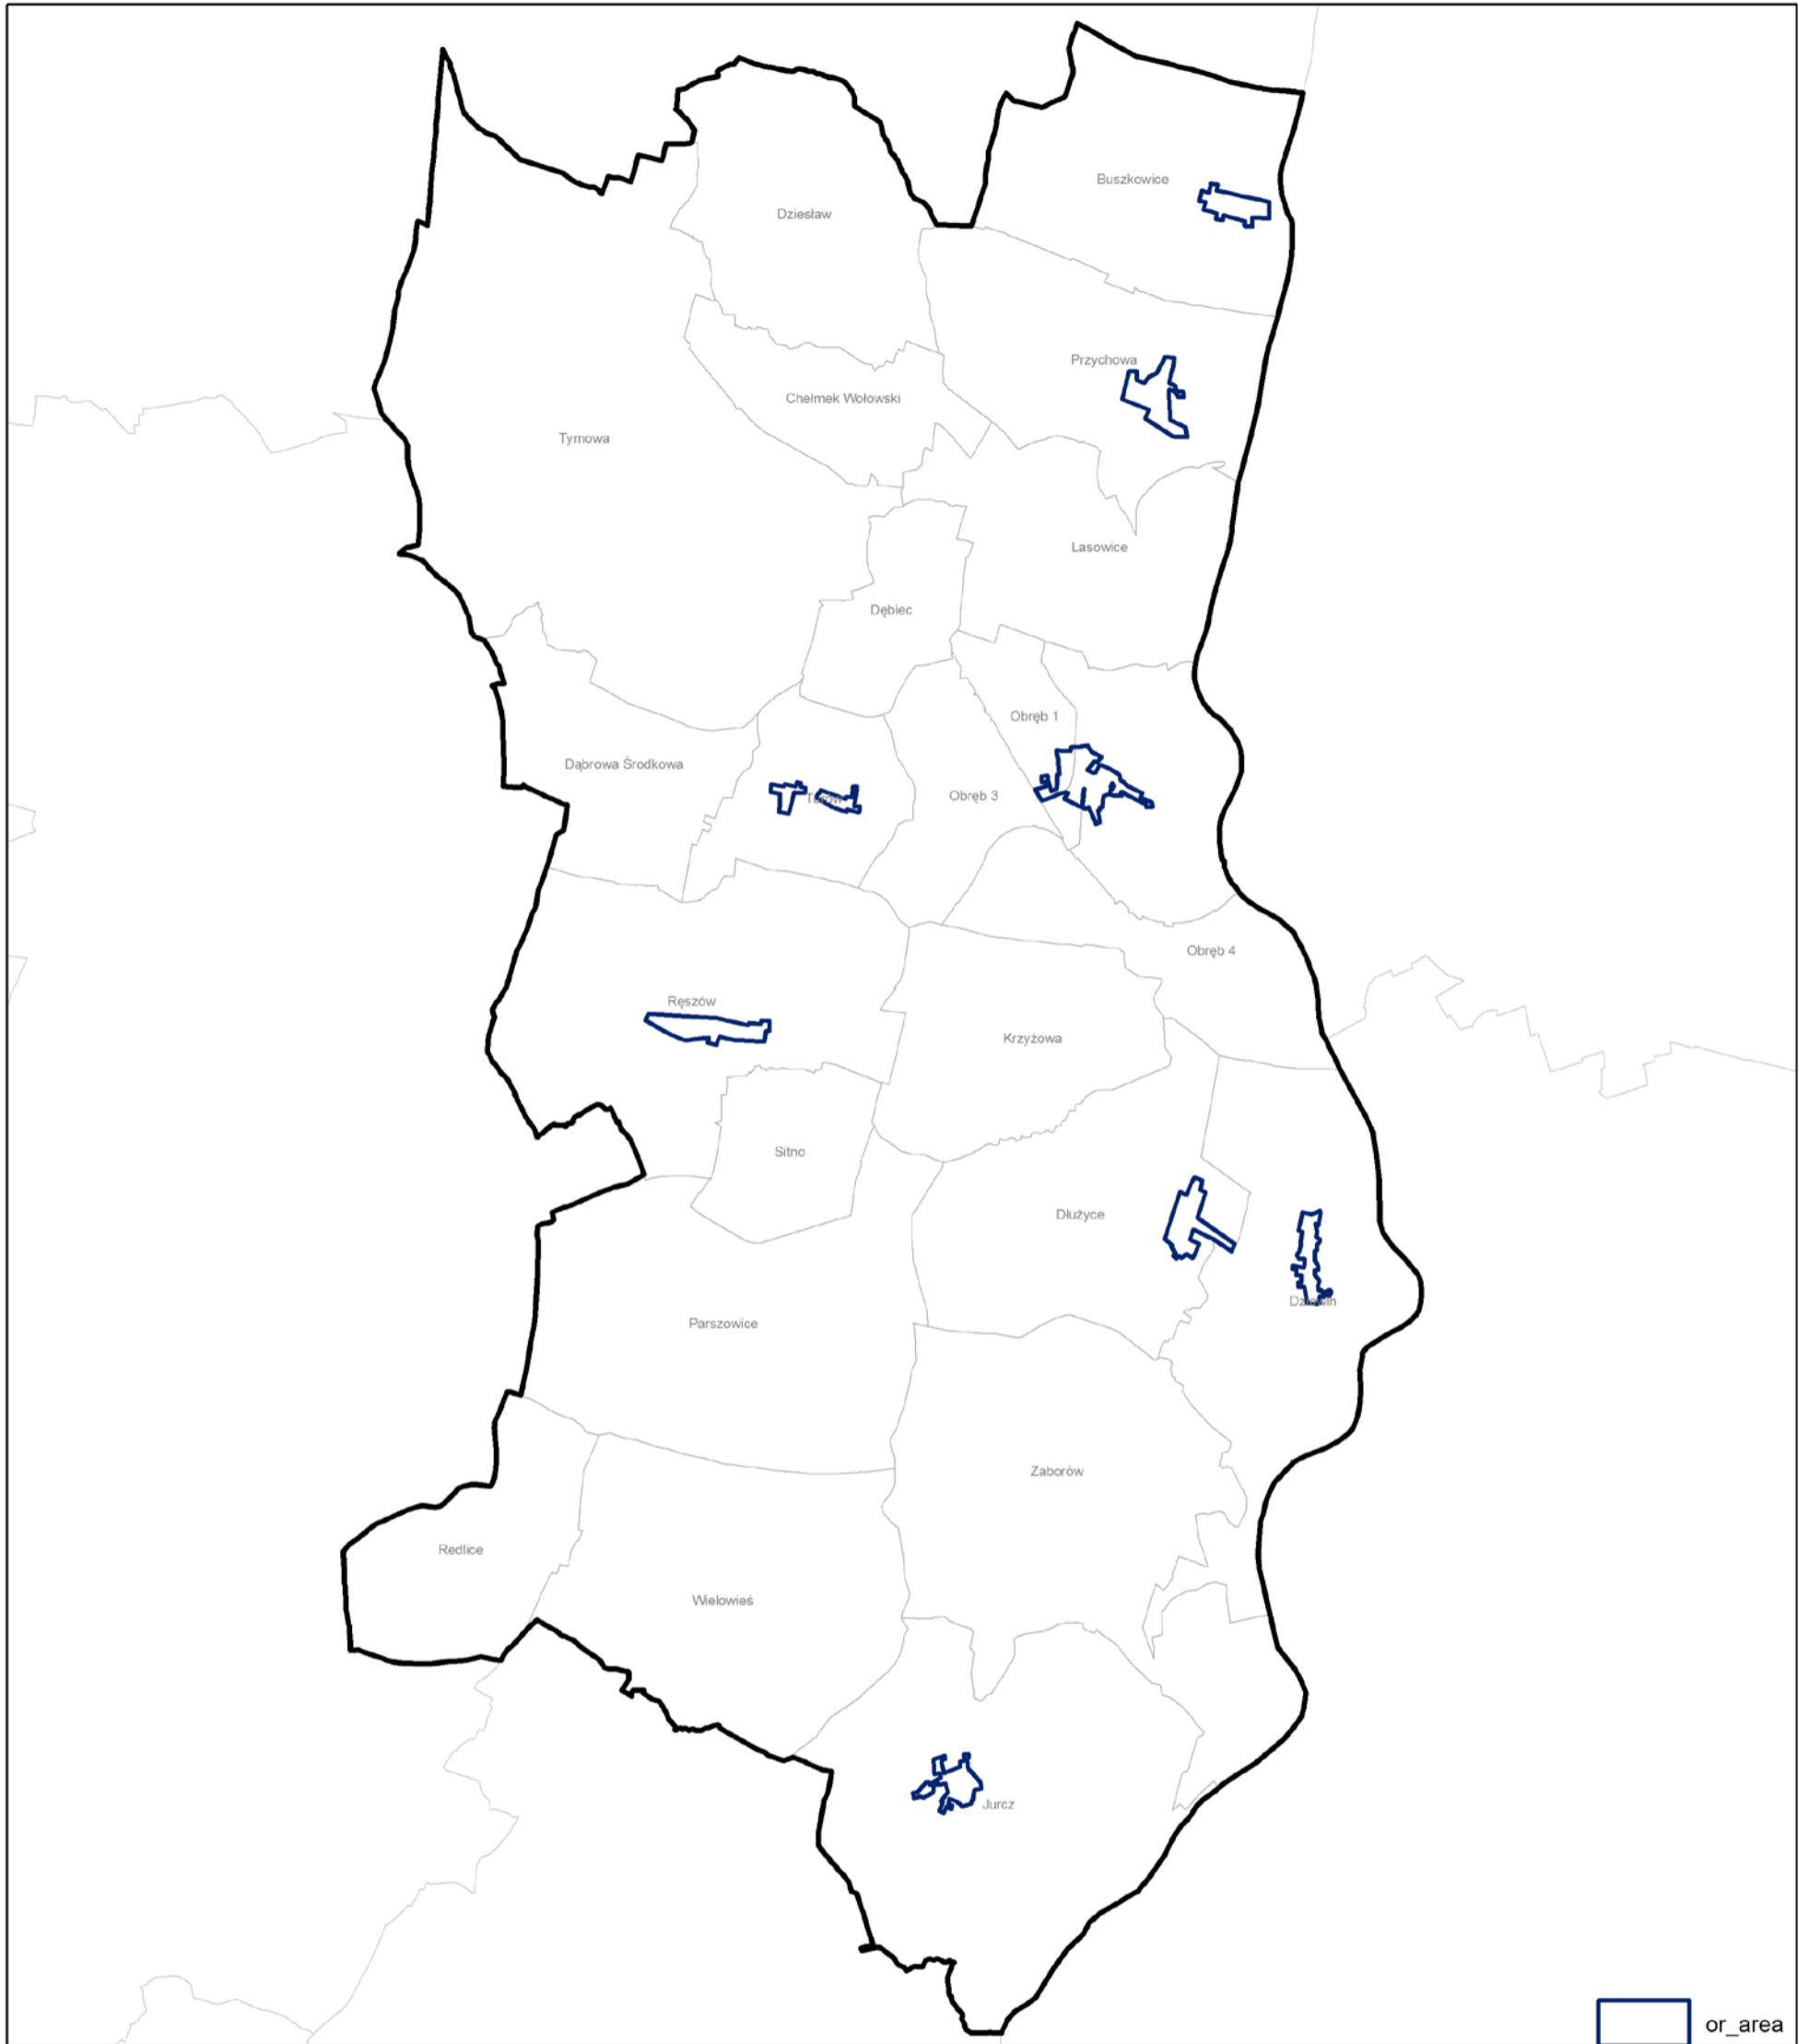 Buszkowice
Dziesław
Przychowa
Chełmek Wołowski
Tymowa
Lasowice
Dębiec
Obręb 1
Dąbrowa Środkowa
Obręb 3
Obręb 4
Ręszów
Krzyżowa
Sitno
Dłużyce
Parszowice
Zaborów
Redlice
Wielowieś
Jurcz
or_area